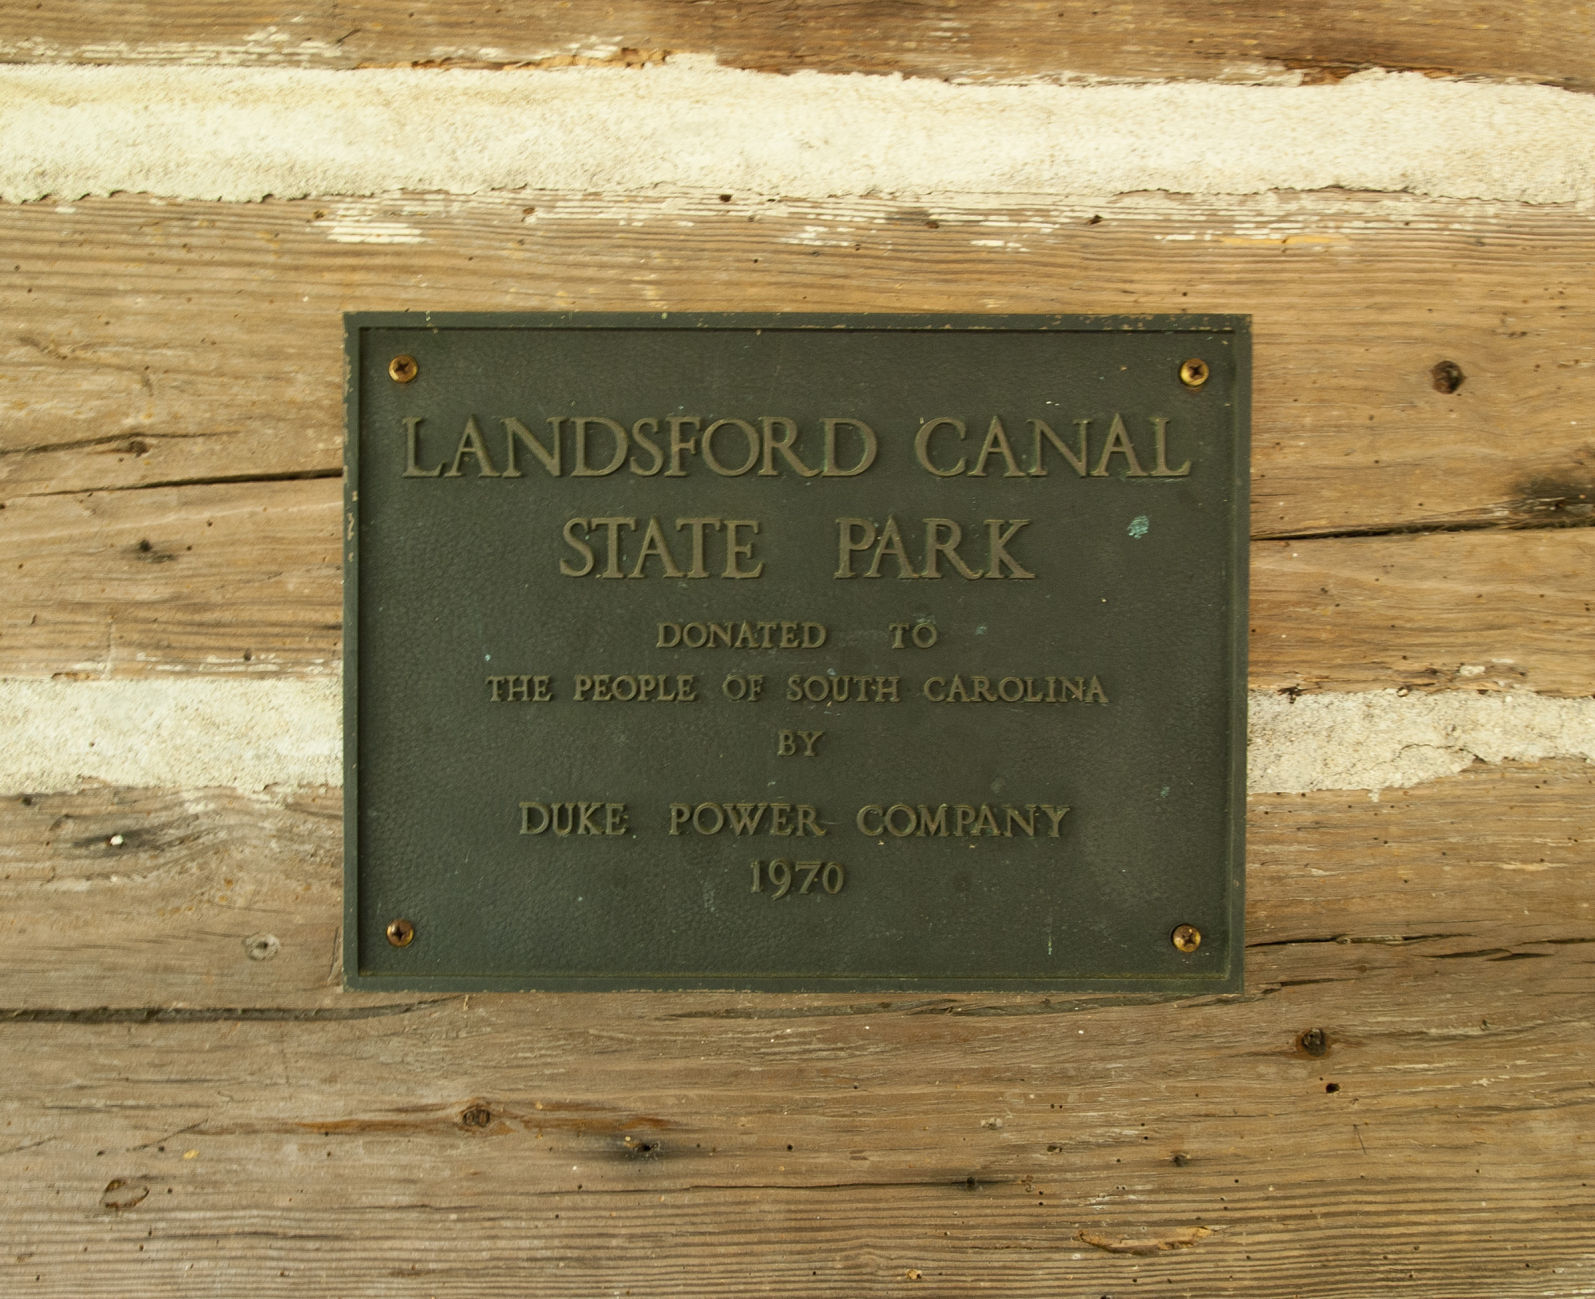 LANDSFORD CANAL
STATE PARK
DONATED TO
THE PEOPLE OF SOUTH CAROLINA
BY
DUKE POWER COMPANY
1970